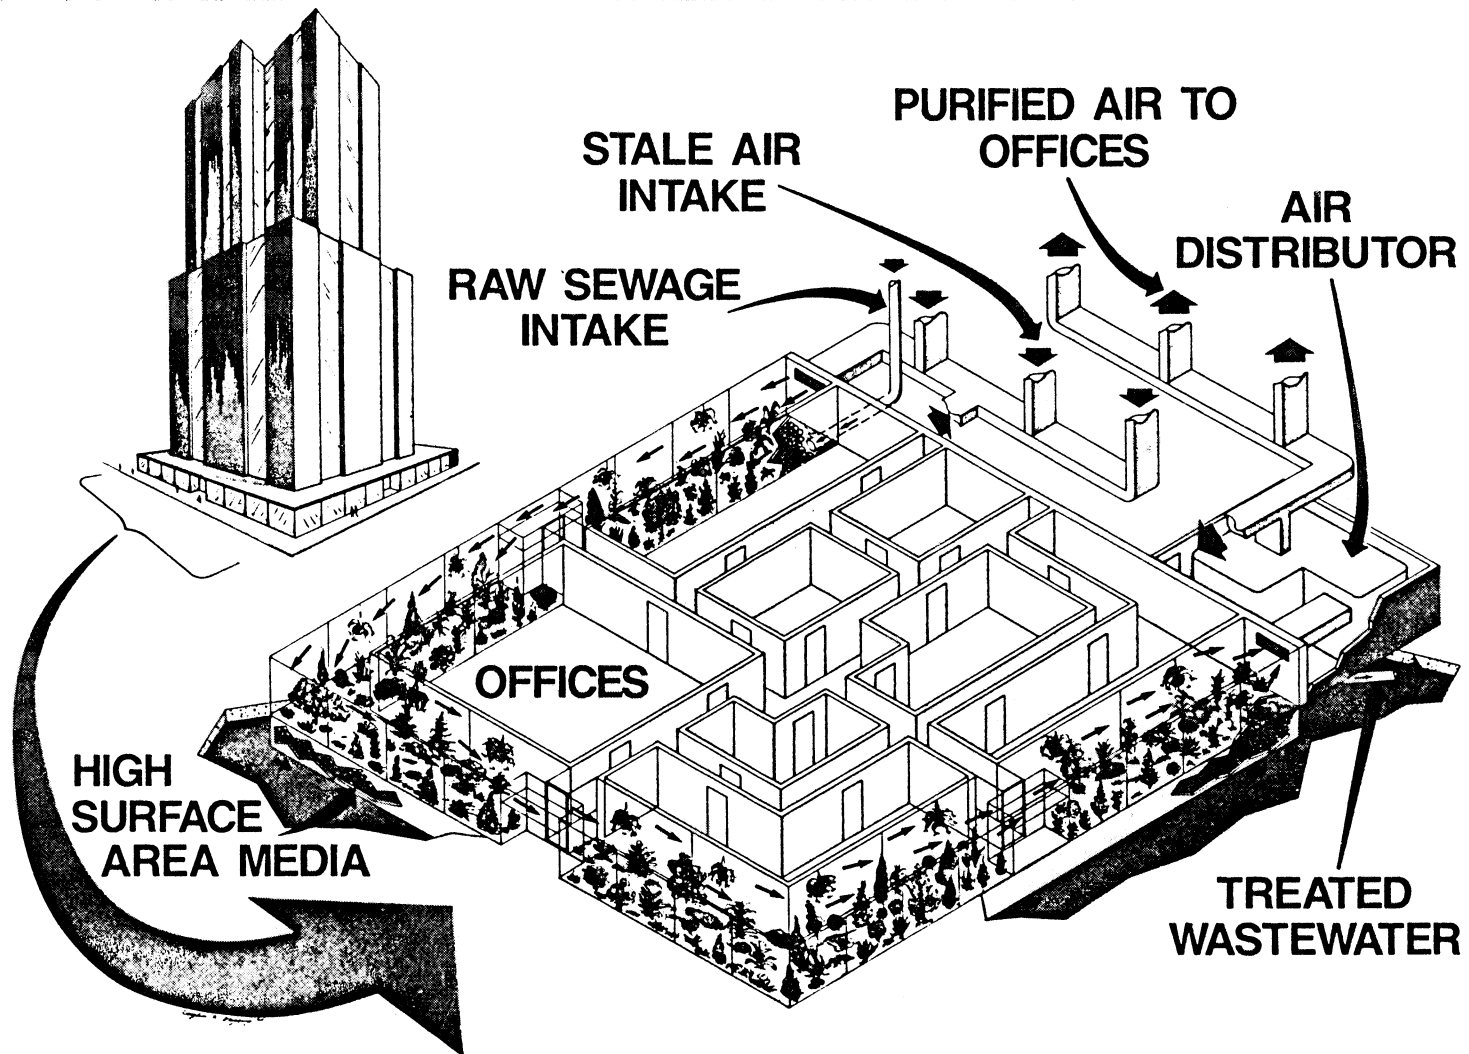 PURIFIED AIR TO
OFFICES
STALE AIR
INTAKE
AIR
DISTRIBUTOR
RAW SEWAGE
INTAKE
OFFICES
HIGH
SURFACE
AREA MEDIA
TREATED
WASTEWATER